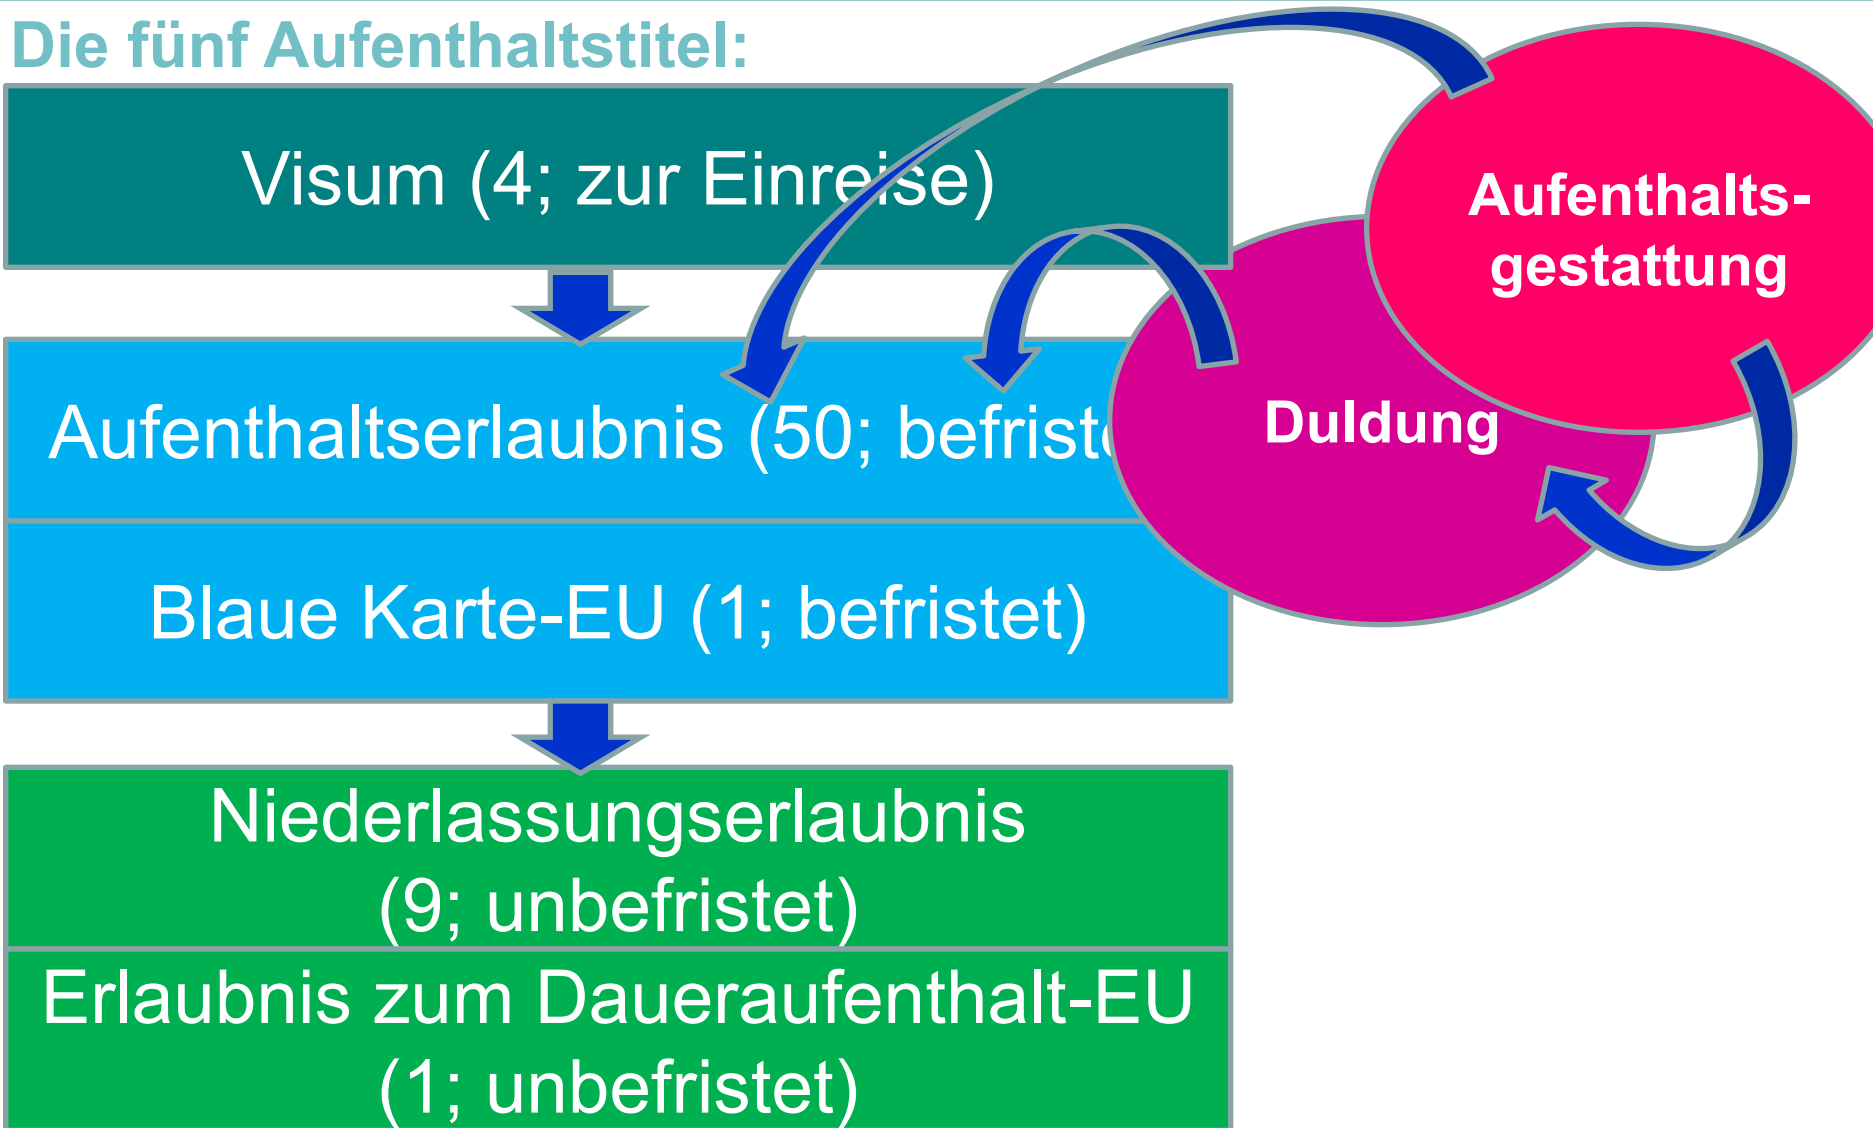 Die fünf Aufenthaltstitel:
Visum (4; zur Einreise)
Aufenthaltserlaubnis (50; befriste
Blaue Karte-EU (1; befristet)
Niederlassungserlaubnis
(9; unbefristet)
Erlaubnis zum Daueraufenthalt-EU
(1; unbefristet)
Aufenthalts-
gestattung
Duldung